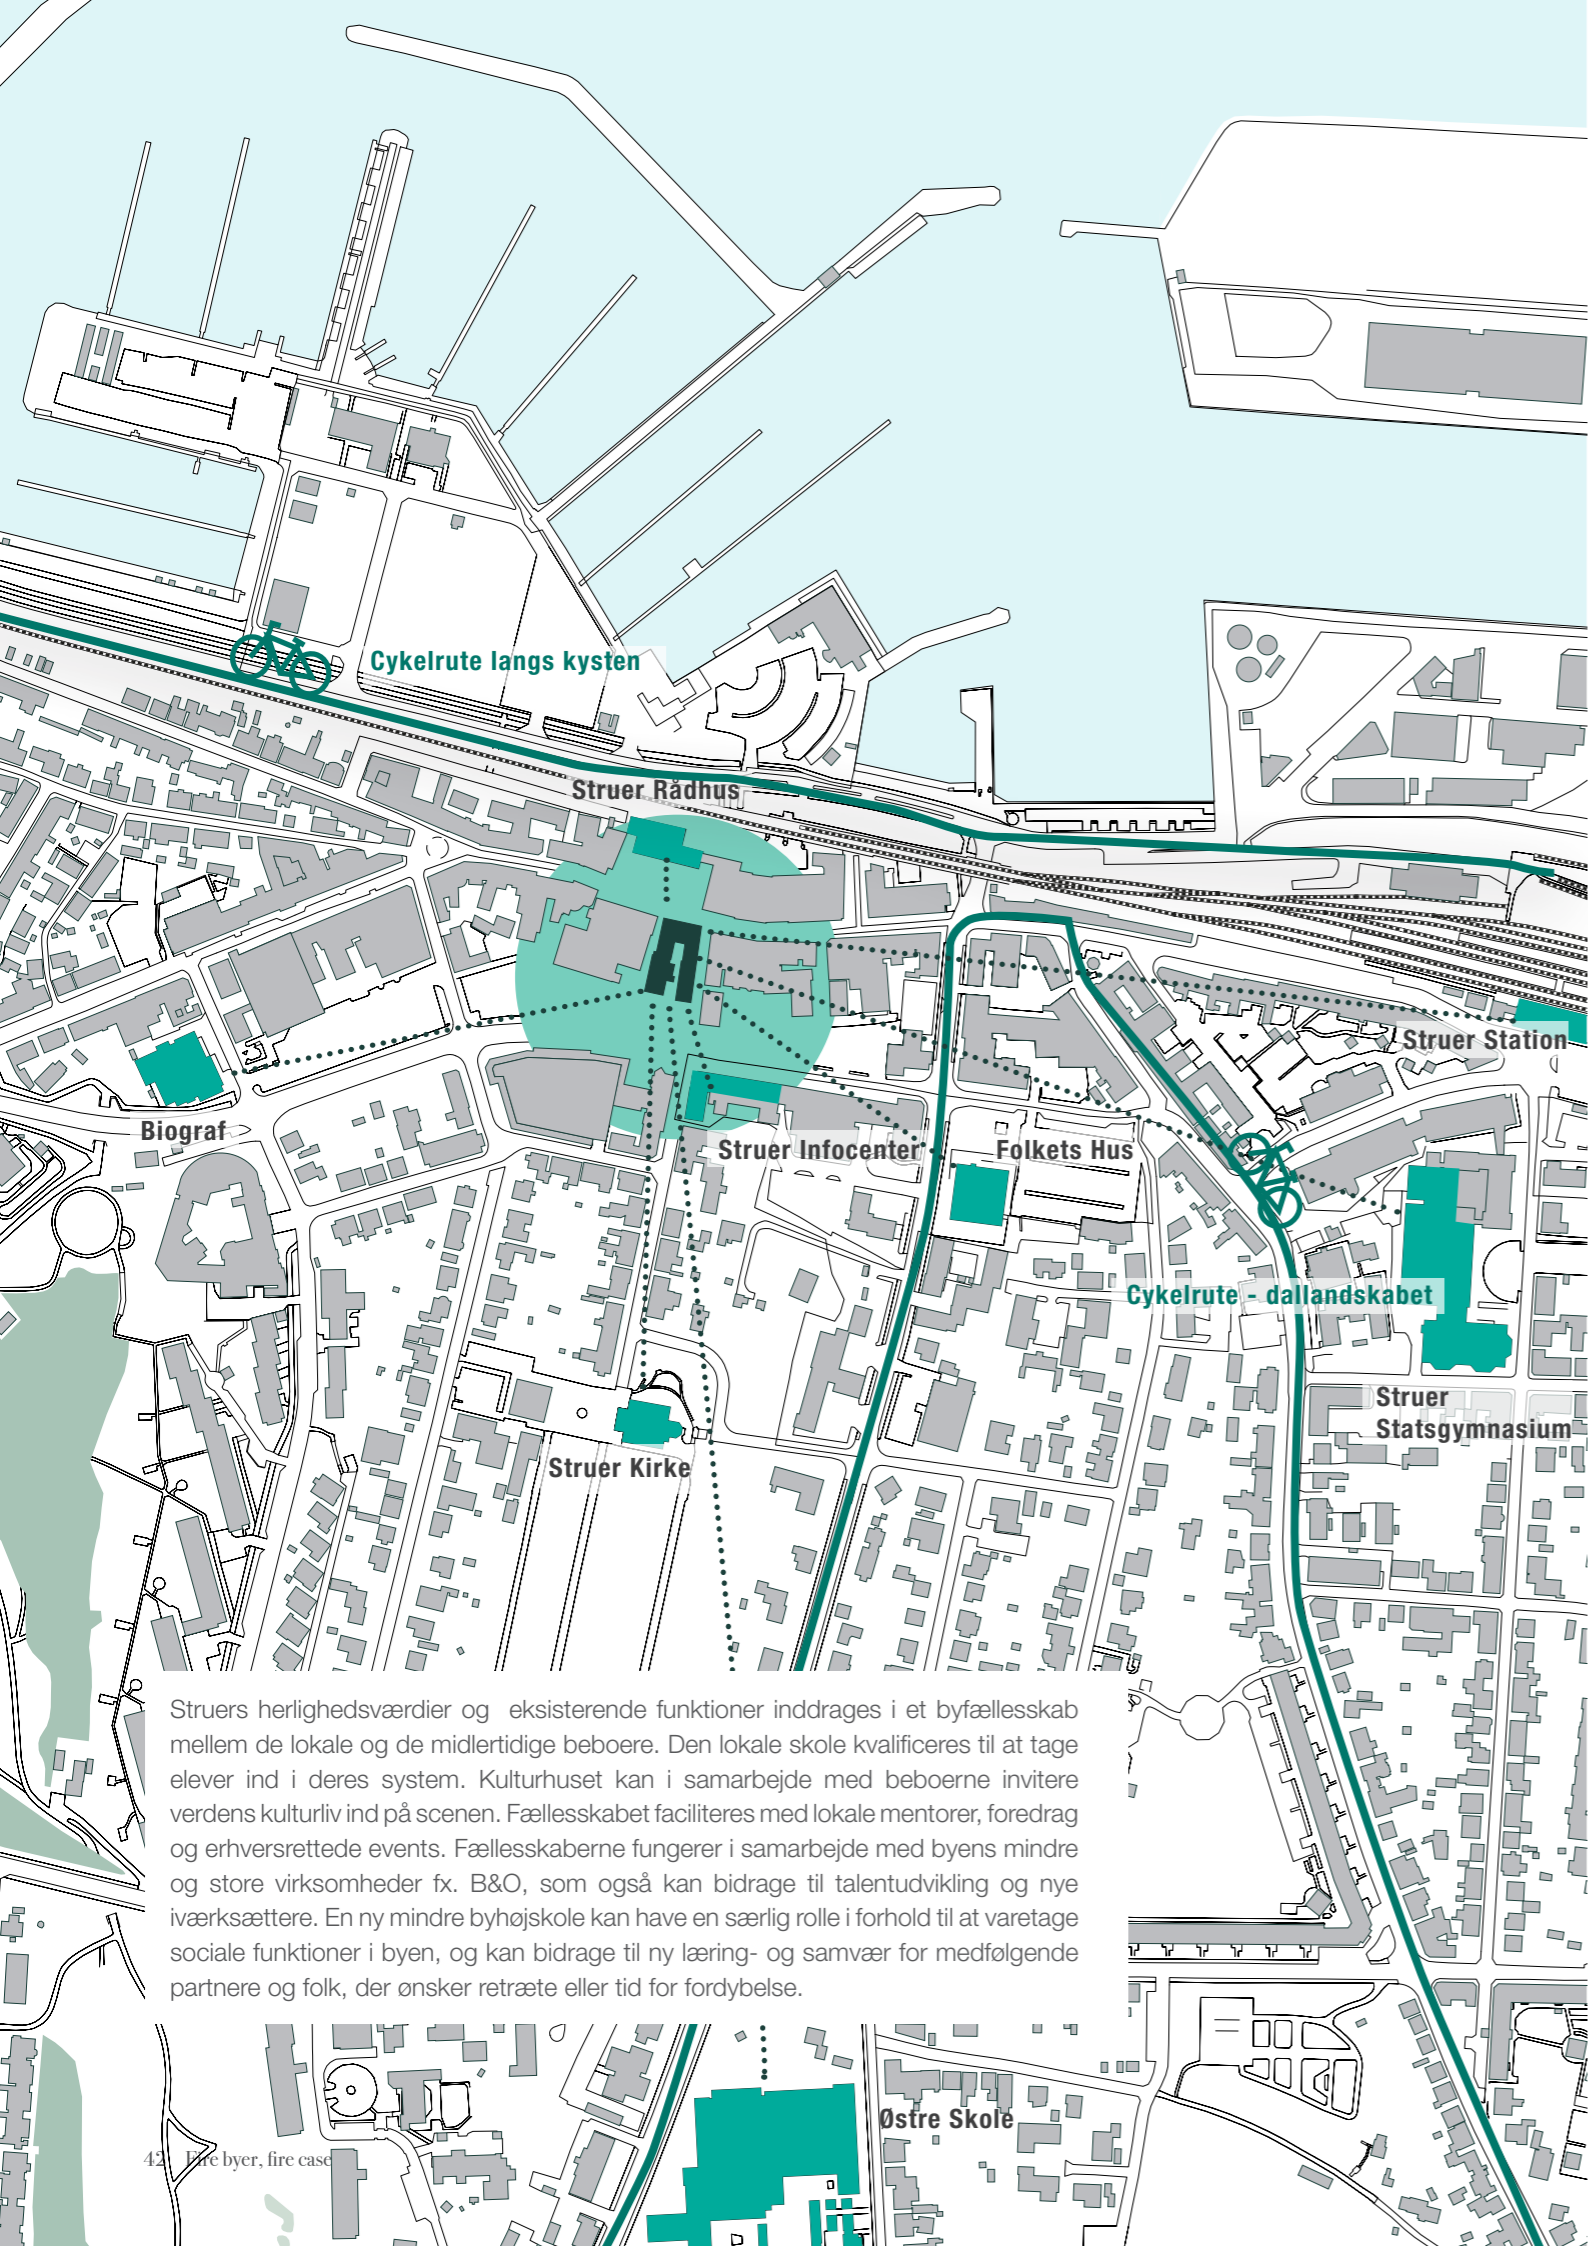 Cykelrute langs kysten
Struer Rådhus
Struer Station
Biograf
Struer Infocenter
Folkets Hus
Cykelrute - dallandskabet
Struer
Statsgymnasium
Struer Kirke
Struers herlighedsværdier og eksisterende funktioner inddrages i et byfællesskab
mellem de lokale og de midlertidige beboere. Den lokale skole kvalificeres til at tage
elever ind i deres system. Kulturhuset kan i samarbejde med beboerne invitere
verdens kulturliv ind på scenen. Fællesskabet faciliteres med lokale mentorer, foredrag
og erhversrettede events. Fællesskaberne fungerer i samarbejde med byens mindre
og store virksomheder fx. B&O, som også kan bidrage til talentudvikling og nye
iværksættere. En ny mindre byhøjskole kan have en særlig rolle i forhold til at varetage
sociale funktioner i byen, og kan bidrage til ny læring- og samvær for medfølgende
partnere og folk, der ønsker retræte eller tid for fordybelse.
Østre Skole
42 Fire byer, fire case